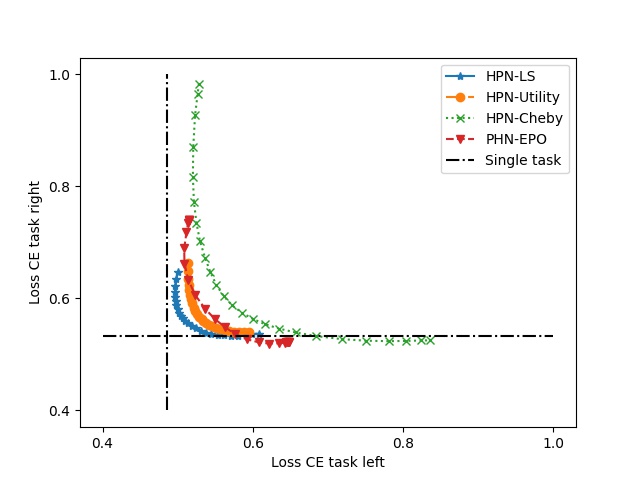 1.0
0.8
0.6
0.4
Loss CE task right
HPN-LS
HPN-Utility
HPN-Cheby
PHN-EPO
Single task
0.4
0.6
0.8
1.0
Loss CE task left